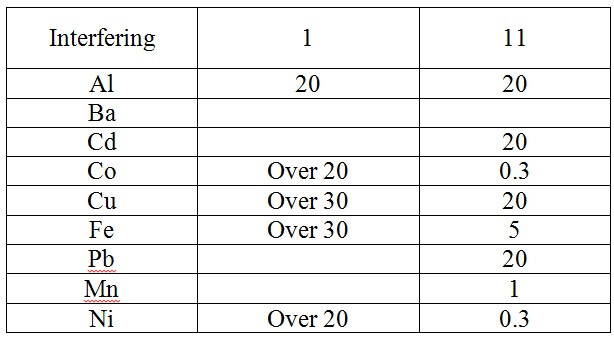 Interfering 1 11
Al 20 20
Ba
Cd 20
Co Over 20 0.3
Cu Over 30 20
Fe Over 30 5
Pb 20
Mn 1
Ni Over 20 0.3